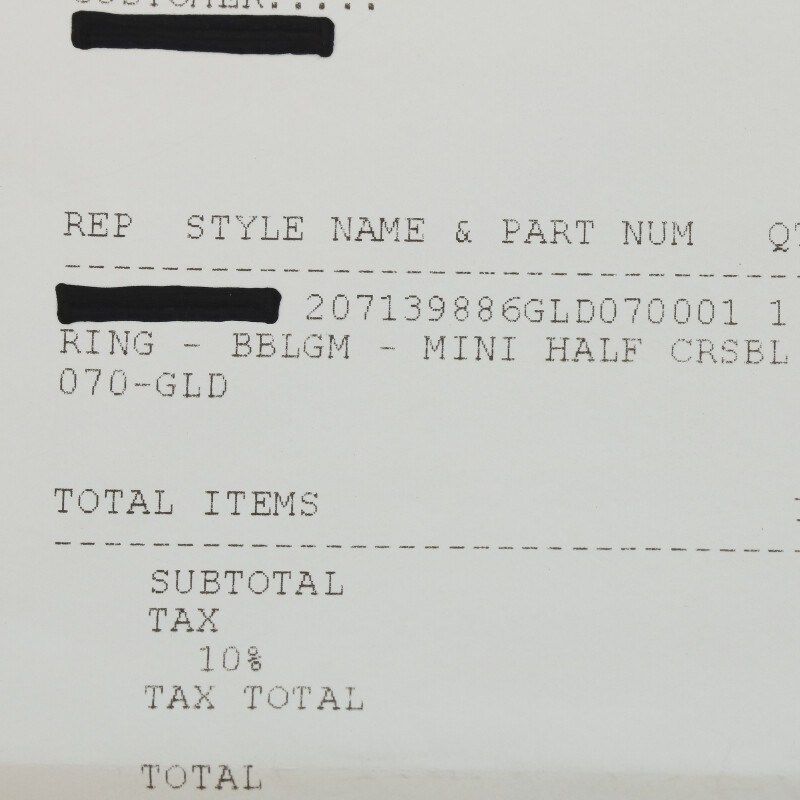 CUSTOMER.....
REP STYLE NAME & PART NUM
207139886GLD070001 1
RING - BBLGM - MINI HALF CRSBL
070-GLD
TOTAL ITEMS
SUBTOTAL
TAX
10%
TAX TOTAL
TOTAL